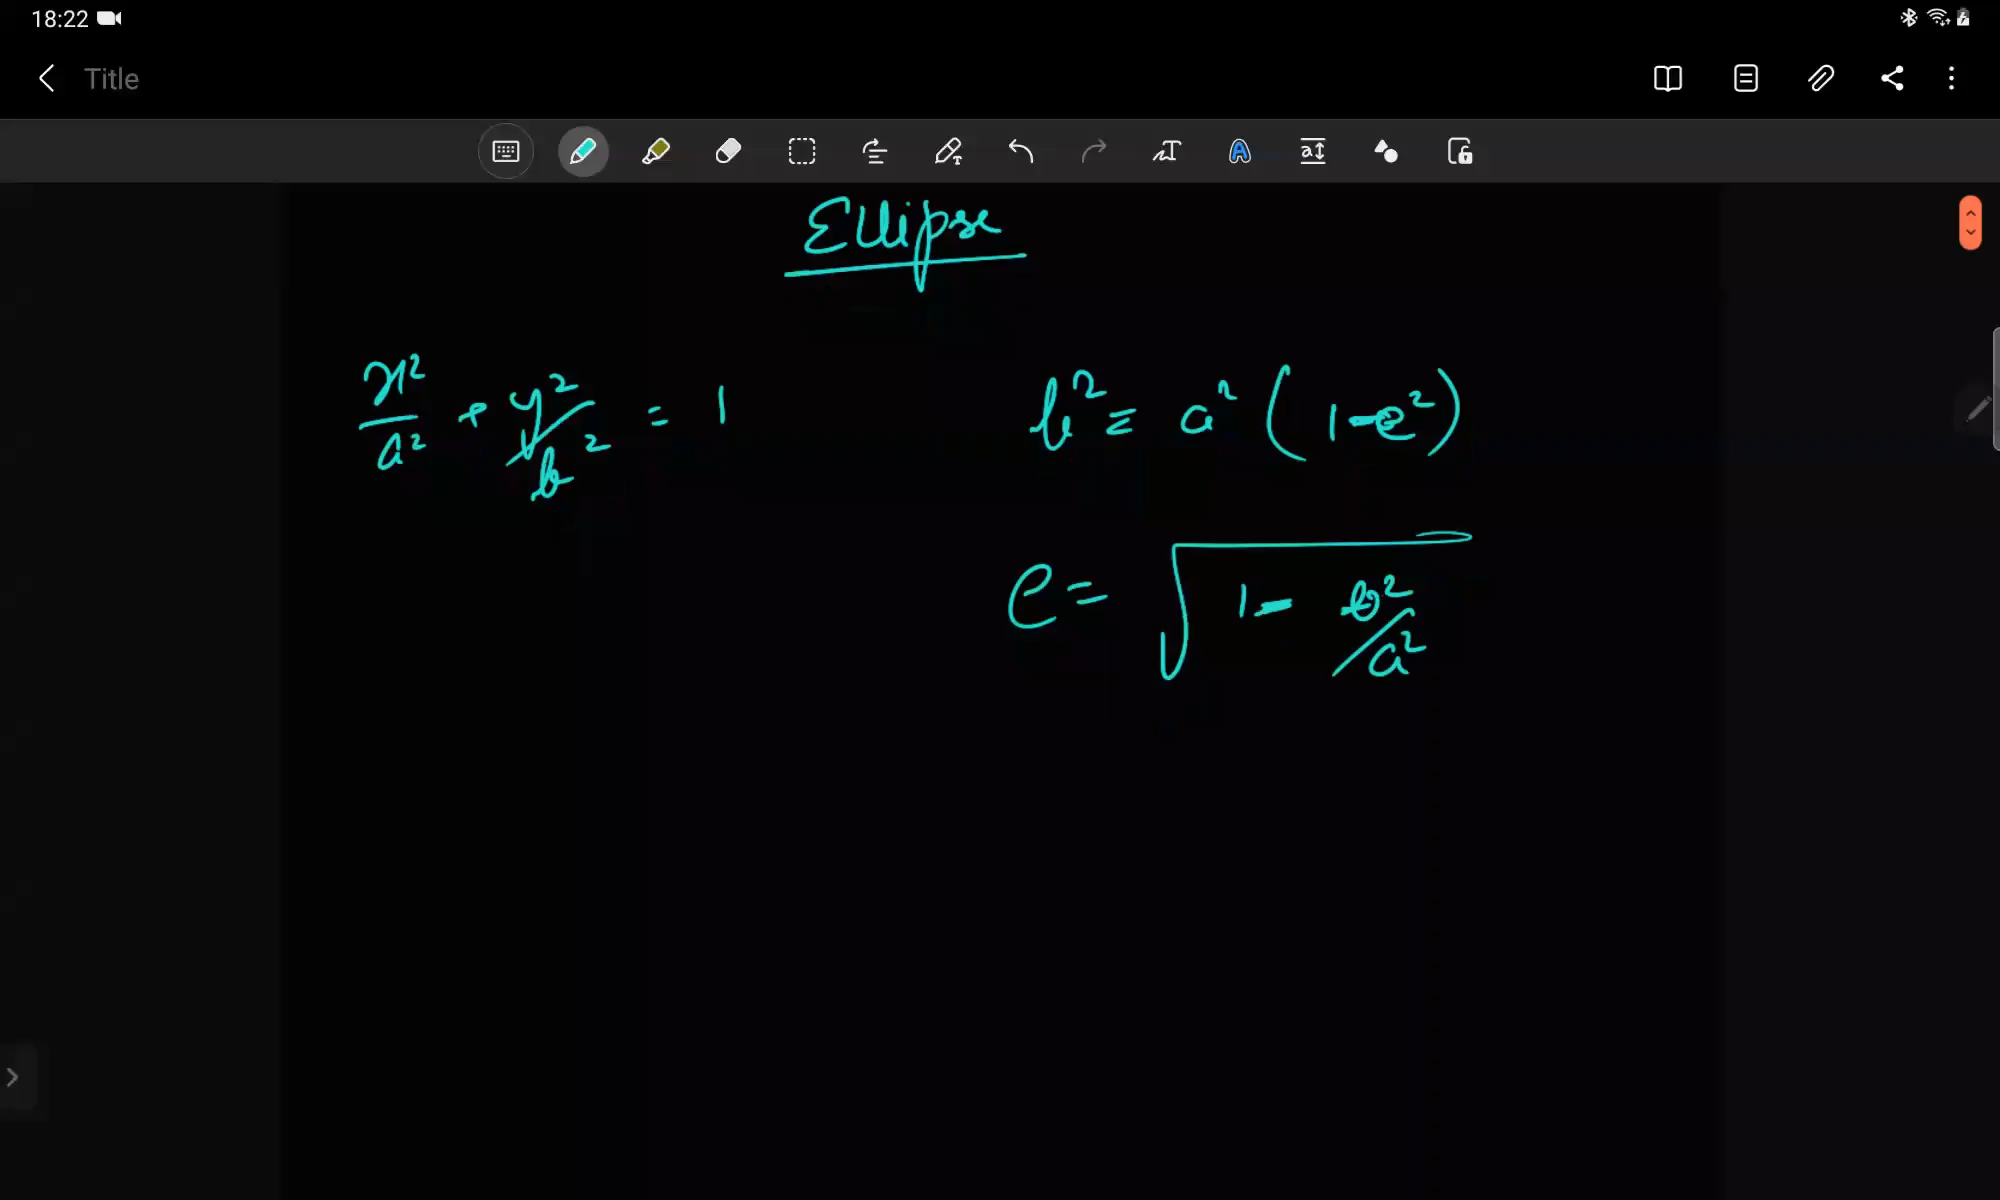 18:22
Title
Ellipse
x²/a² + y²/b² = 1
b² = a² (1-e²)
e = √(1 - b²/a²)